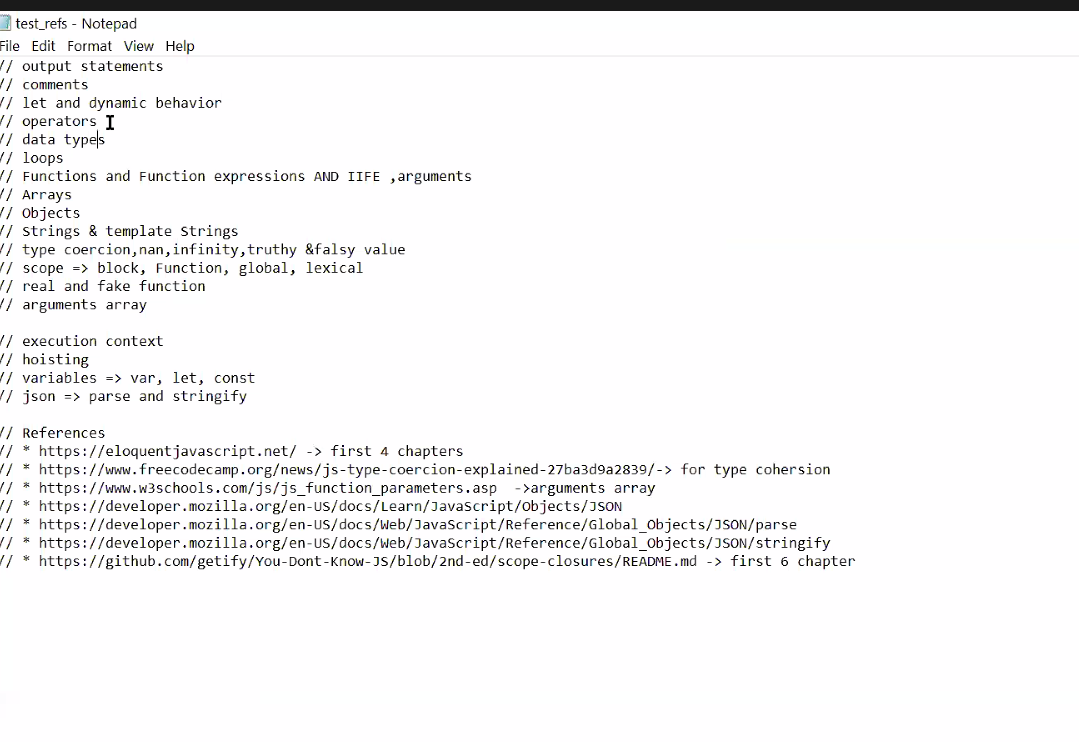 test_refs - Notepad
File Edit Format View Help
// output statements
// comments
// let and dynamic behavior
// operators
// data types
// loops
// Functions and Function expressions AND IIFE ,arguments
// Arrays
// Objects
// Strings & template Strings
// type coercion,nan,infinity,truthy &falsy value
// scope => block, Function, global, lexical
// real and fake function
// arguments array
// execution context
// hoisting
// variables => var, let, const
// json => parse and stringify
// References
// * https://eloquentjavascript.net/ -> first 4 chapters
// * https://www.freecodecamp.org/news/js-type-coercion-explained-27ba3d9a2839/-> for type cohersion
// * https://www.w3schools.com/js/js_function_parameters.asp  ->arguments array
// * https://developer.mozilla.org/en-US/docs/Learn/JavaScript/Objects/JSON
// * https://developer.mozilla.org/en-US/docs/Web/JavaScript/Reference/Global_Objects/JSON/parse
// * https://developer.mozilla.org/en-US/docs/Web/JavaScript/Reference/Global_Objects/JSON/stringify
// * https://github.com/getify/You-Dont-Know-JS/blob/2nd-ed/scope-closures/README.md -> first 6 chapter